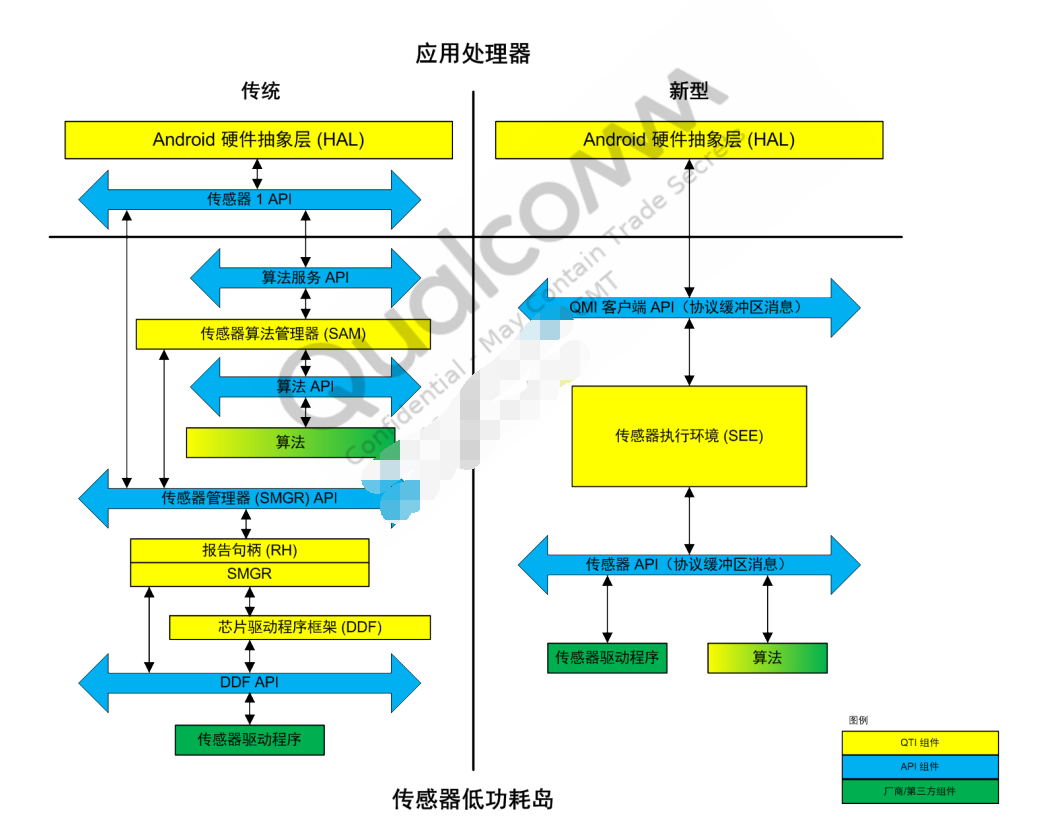 应用处理器
传统
新型
Android 硬件抽象层 (HAL)
Android 硬件抽象层 (HAL)
传感器 1 API
算法服务 API
QMI 客户端 API（协议缓冲区消息）
传感器算法管理器 (SAM)
算法 API
算法
传感器执行环境 (SEE)
传感器管理器 (SMGR) API
报告句柄 (RH)
SMGR
传感器 API（协议缓冲区消息）
芯片驱动程序框架 (DDF)
传感器驱动程序
算法
DDF API
传感器驱动程序
图例
QTI 组件
API 组件
厂商/第三方组件
传感器低功耗岛
Qualcomm
Confidential - May Contain Trade Secrets